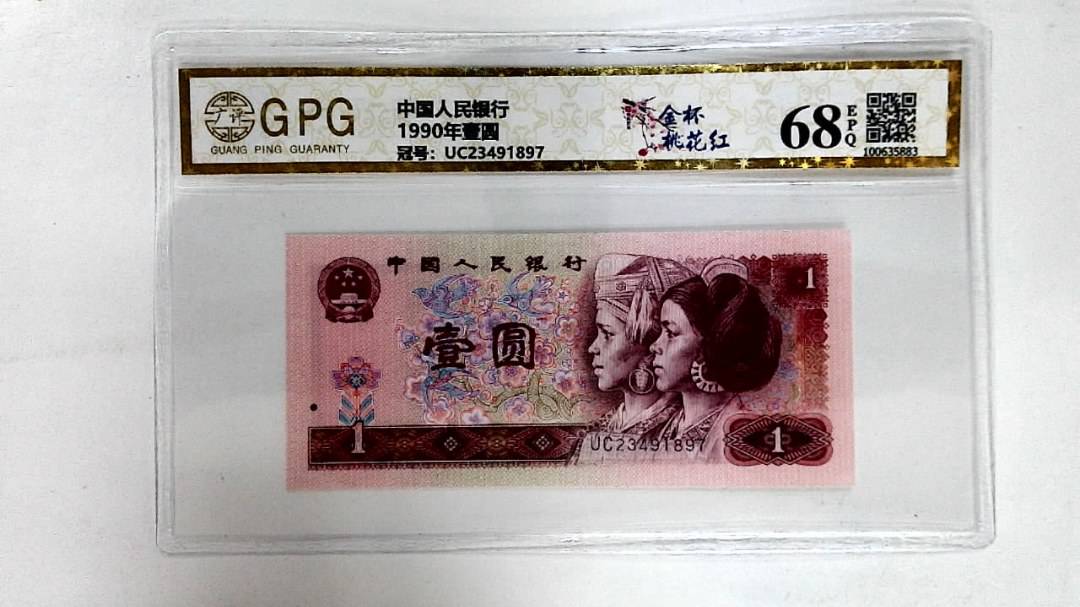 广评
GPG
GUANG PING GUARANTY
中国人民银行
1990年壹圆
冠号：UC23491897
金杯
桃花红
68
EPQ
100635883
中国人民银行
1
壹圆
1
UC23491897
1